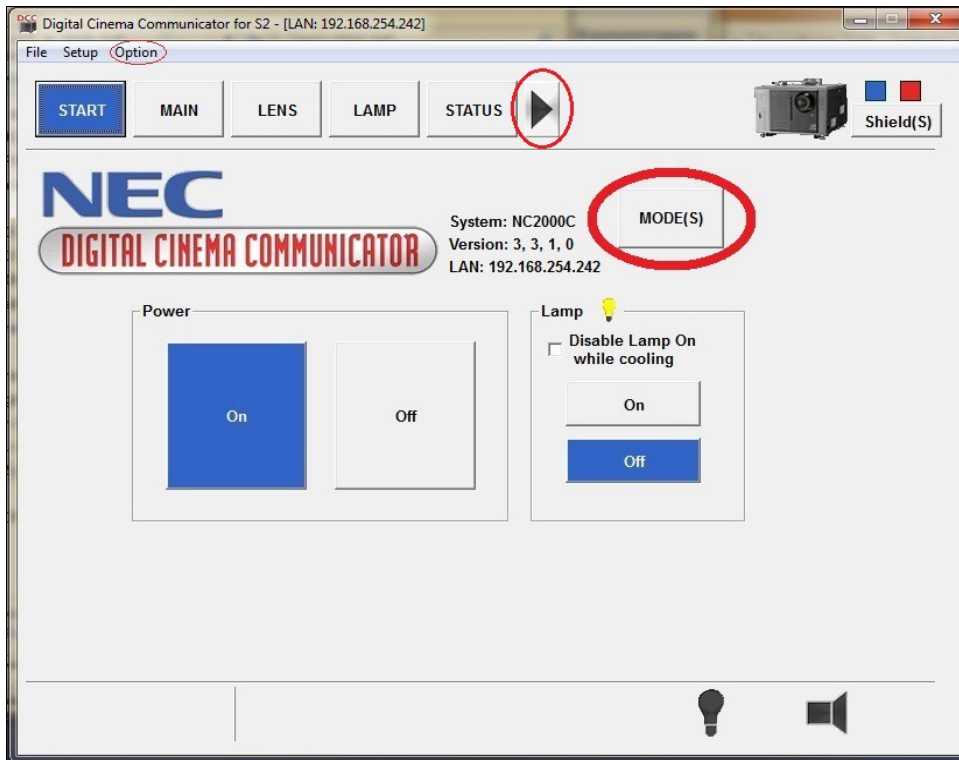 DCC
Digital Cinema Communicator for S2 - [LAN: 192.168.254.242]
File Setup Option
START MAIN LENS LAMP STATUS Shield(S)
NEC
DIGITAL CINEMA COMMUNICATOR
System: NC2000C
Version: 3, 3, 1, 0
LAN: 192.168.254.242
MODE(S)
Power
On Off
Lamp
Disable Lamp On
while cooling
On
Off